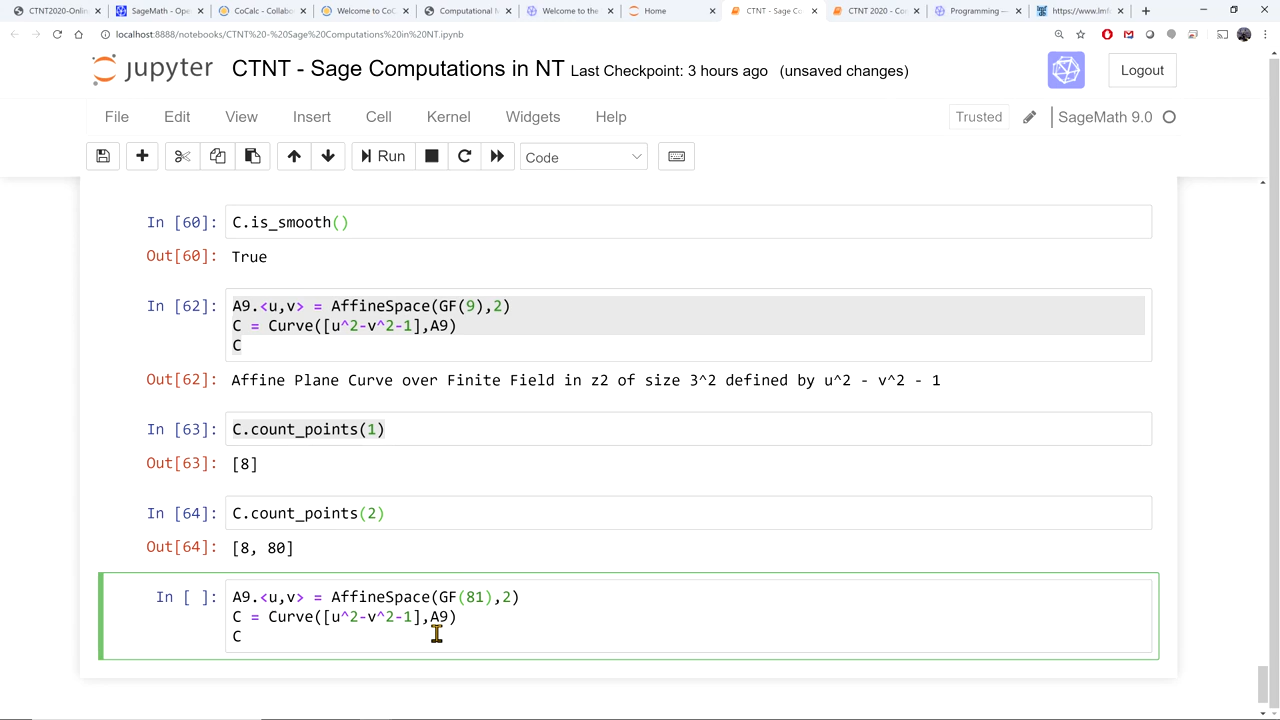 CTNT2020-Onlin
SageMath - Ope
CoCalc - Collabo
Welcome to CoC
Computational N
Welcome to the
Home
CTNT - Sage Co
CTNT 2020 - Co
Programming —
https://www.lmf
localhost:8888/notebooks/CTNT%20-%20Sage%20Computations%20in%20NT.ipynb
jupyter CTNT - Sage Computations in NT Last Checkpoint: 3 hours ago (unsaved changes)
Logout
File Edit View Insert Cell Kernel Widgets Help
Trusted
SageMath 9.0
Run
Code
In [60]: C.is_smooth()
Out[60]: True
In [62]: A9.<u,v> = AffineSpace(GF(9),2)
C = Curve([u^2-v^2-1],A9)
C
Out[62]: Affine Plane Curve over Finite Field in z2 of size 3^2 defined by u^2 - v^2 - 1
In [63]: C.count_points(1)
Out[63]: [8]
In [64]: C.count_points(2)
Out[64]: [8, 80]
In [ ]: A9.<u,v> = AffineSpace(GF(81),2)
C = Curve([u^2-v^2-1],A9)
C